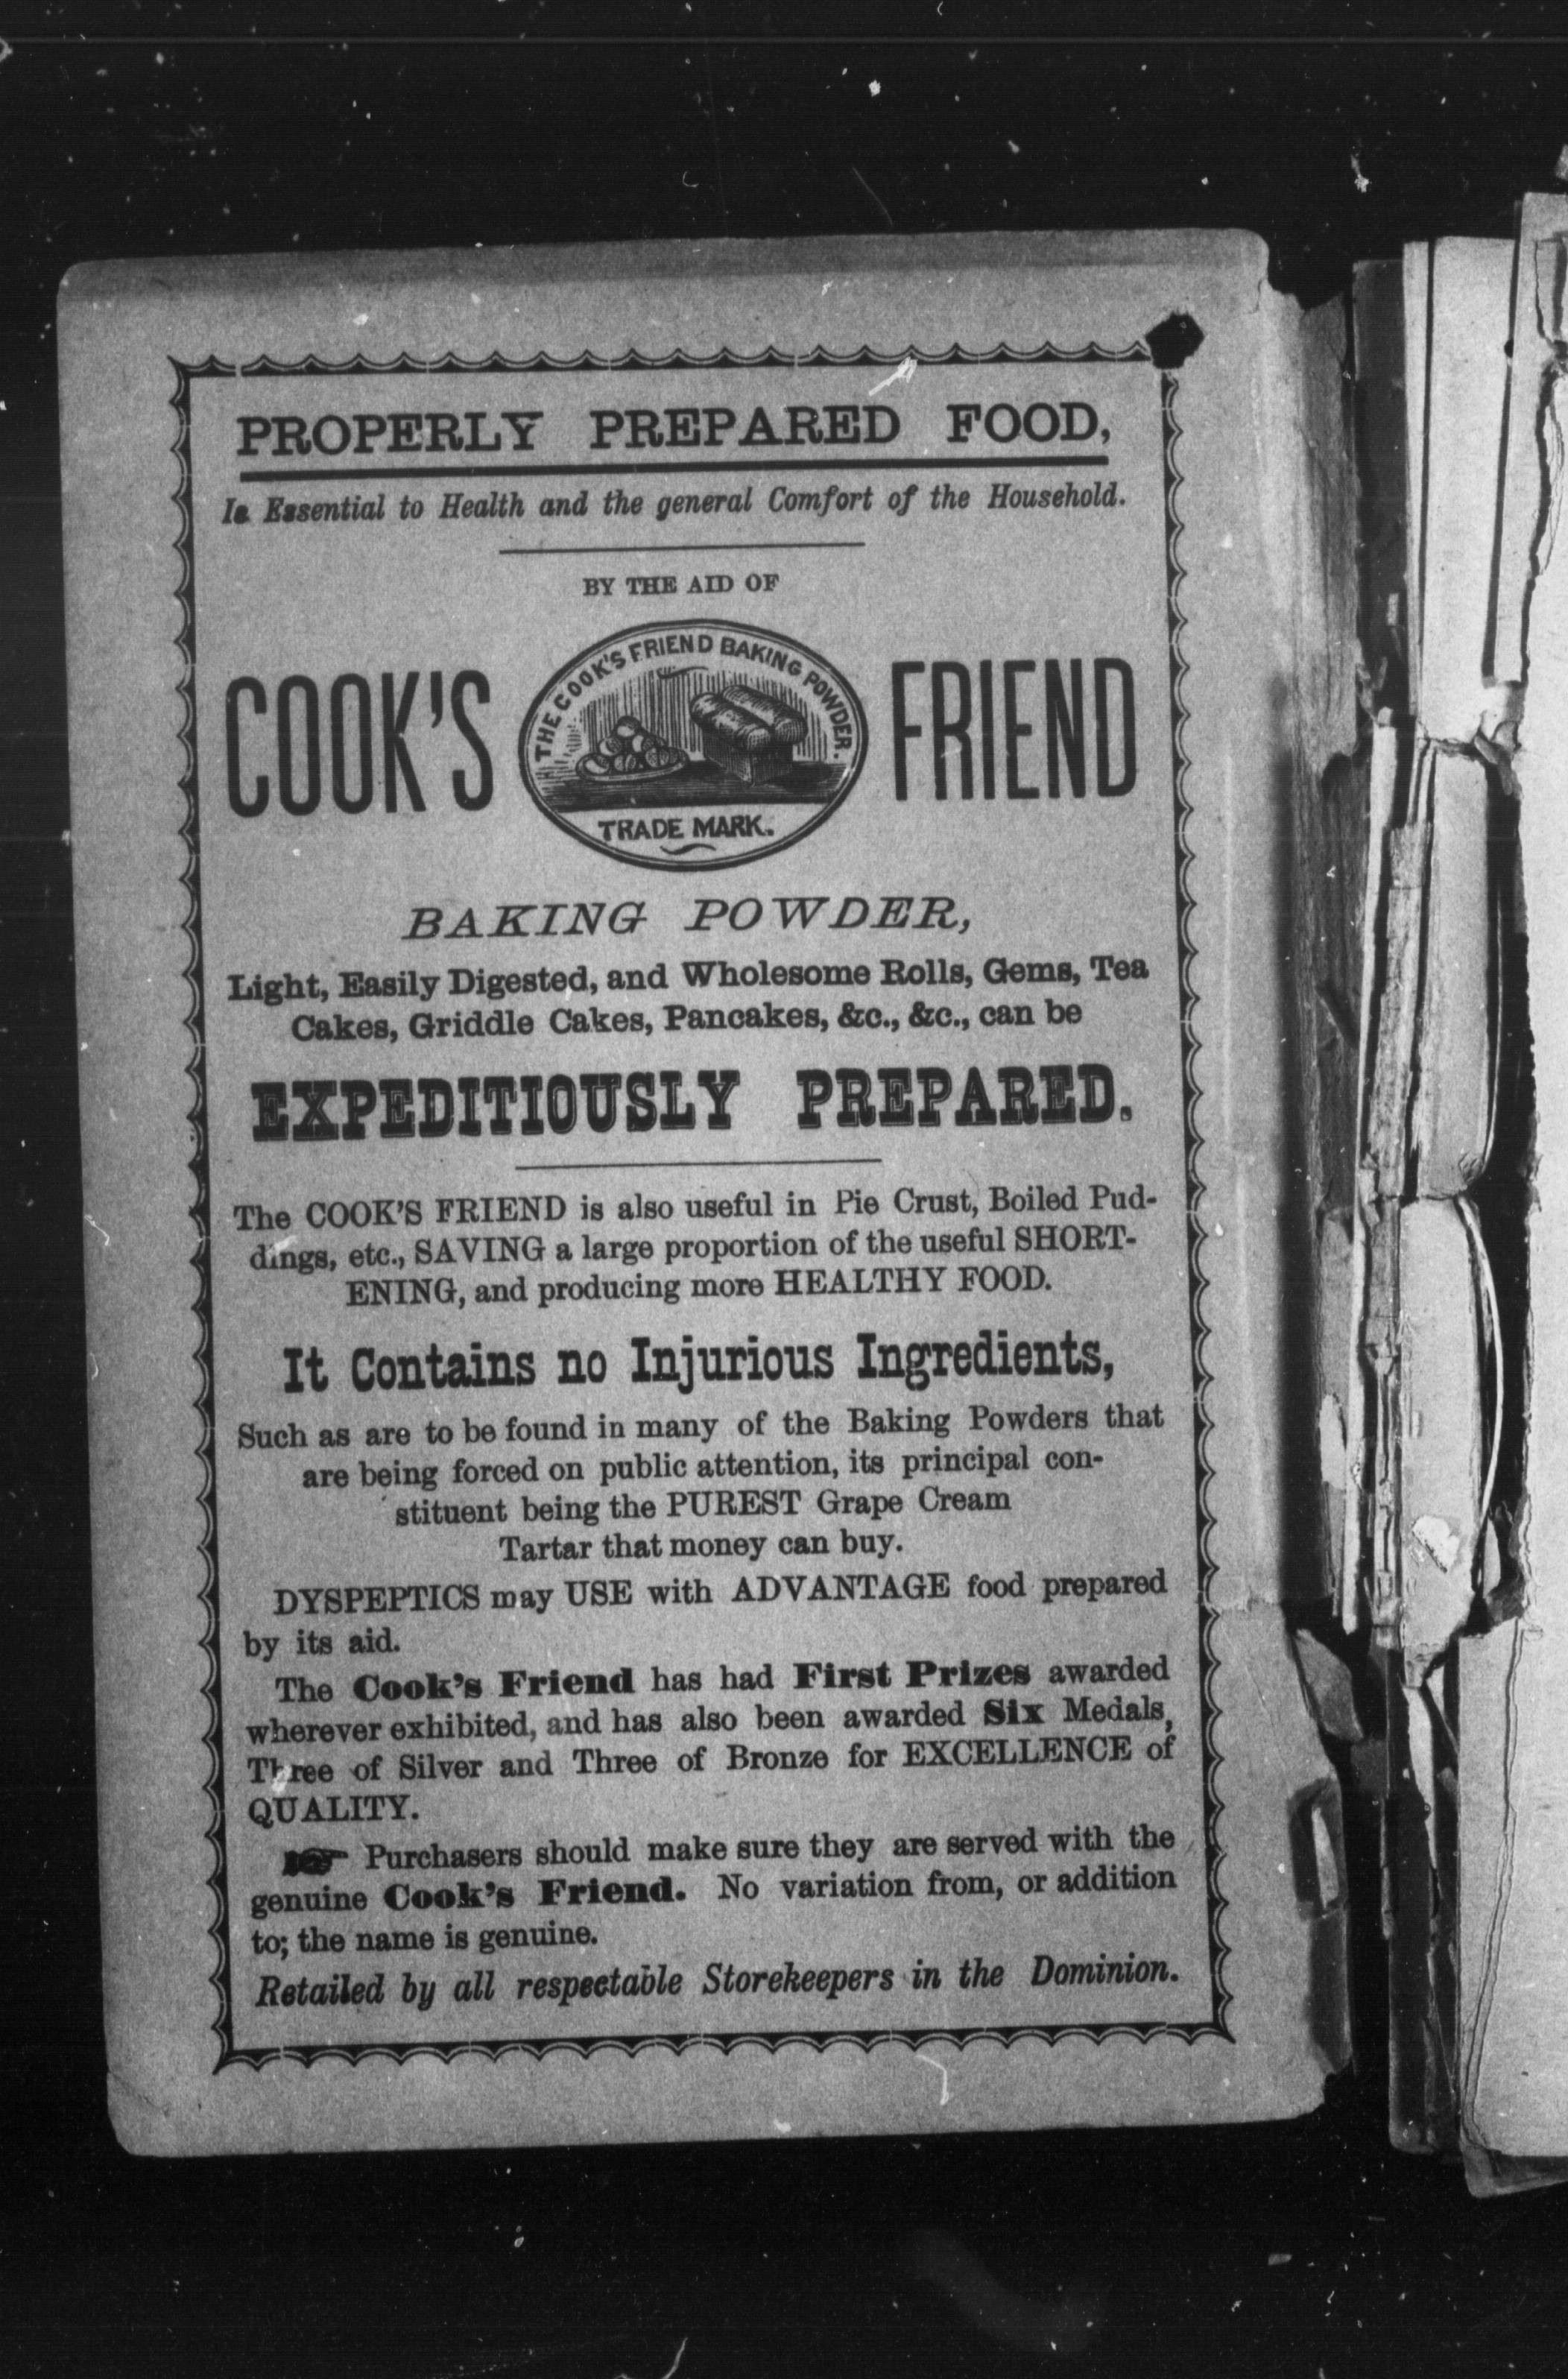 PROPERLY PREPARED FOOD,
Is Essential to Health and the general Comfort of the Household.
BY THE AID OF
COOK'S
THE COOK'S FRIEND BAKING POWDER.
TRADE MARK.
FRIEND
BAKING POWDER,
Light, Easily Digested, and Wholesome Rolls, Gems, Tea
Cakes, Griddle Cakes, Pancakes, &c., &c., can be
EXPEDITIOUSLY PREPARED.
The COOK'S FRIEND is also useful in Pie Crust, Boiled Pud-
dings, etc., SAVING a large proportion of the useful SHORT-
ENING, and producing more HEALTHY FOOD.
It Contains no Injurious Ingredients,
Such as are to be found in many of the Baking Powders that
are being forced on public attention, its principal con-
stituent being the PUREST Grape Cream
Tartar that money can buy.
DYSPEPTICS may USE with ADVANTAGE food prepared
by its aid.
The Cook's Friend has had First Prizes awarded
wherever exhibited, and has also been awarded Six Medals,
Three of Silver and Three of Bronze for EXCELLENCE of
QUALITY.
☞ Purchasers should make sure they are served with the
genuine Cook's Friend. No variation from, or addition
to; the name is genuine.
Retailed by all respectable Storekeepers in the Dominion.